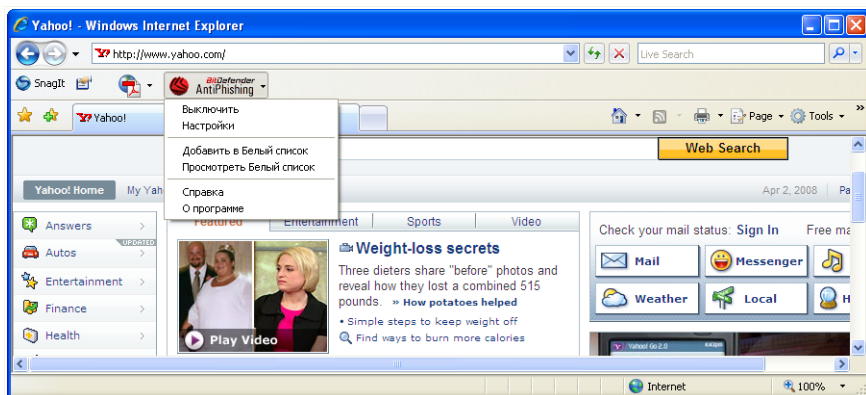 Yahoo! - Windows Internet Explorer
http://www.yahoo.com/
Live Search
SnagIt
BitDefender
AntiPhishing
Yahoo!
Page
Tools
»
Выключить
Настройки
Добавить в Белый список
Просмотреть Белый список
Справка
О программе
Web Search
Yahoo! Home
My Yah
Apr 2, 2008
Pa
Featured
Entertainment
Sports
Video
Answers
UPDATED
Autos
Entertainment
Finance
Health
Weight-loss secrets
Three dieters share "before" photos and
reveal how they lost a combined 515
pounds. » How potatoes helped
• Simple steps to keep weight off
Find ways to burn more calories
Play Video
Check your mail status: Sign In
Free ma
Mail
Messenger
Weather
Local
H
Yahoo! Go 2.0
Internet
100%